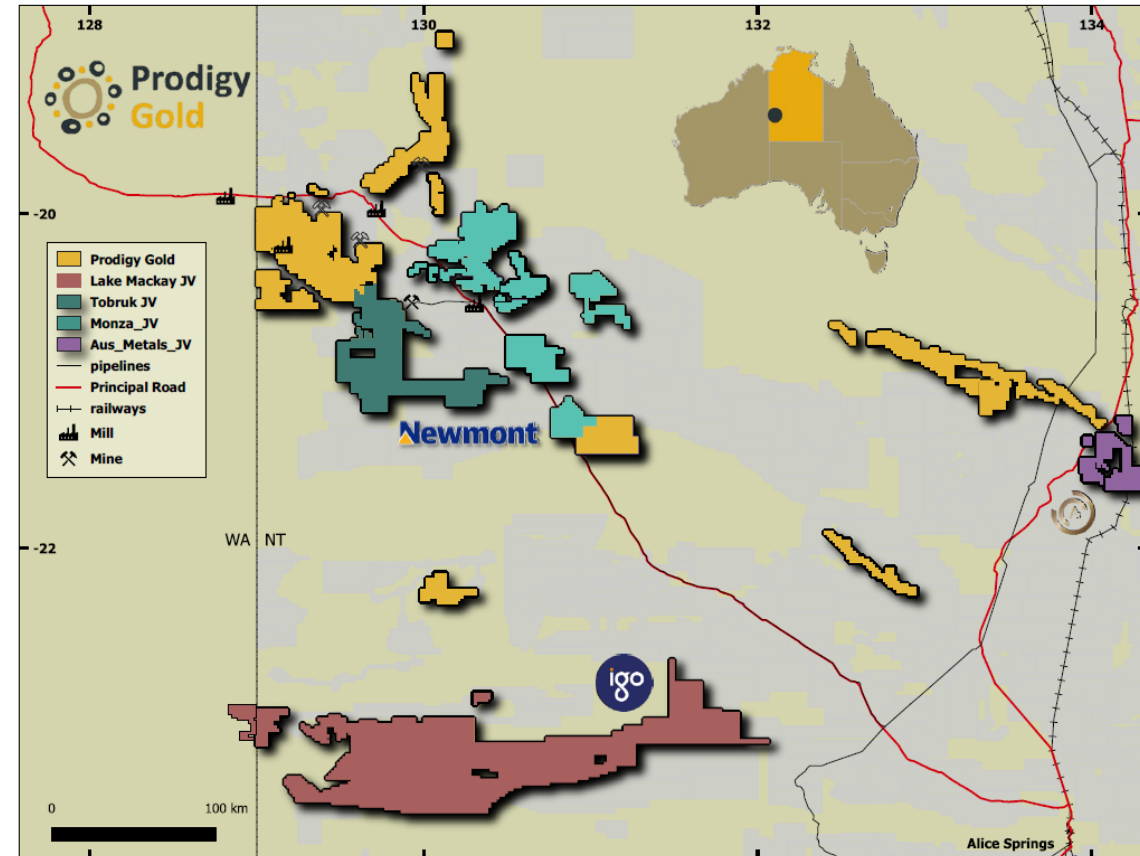 128
130
132
134
Prodigy
Gold
-20
Prodigy Gold
Lake Mackay JV
Tobruk JV
Monza_JV
Aus_Metals_JV
pipelines
Principal Road
railways
Mill
Mine
Newmont
WA NT
-22
igo
0
100 km
Alice Springs